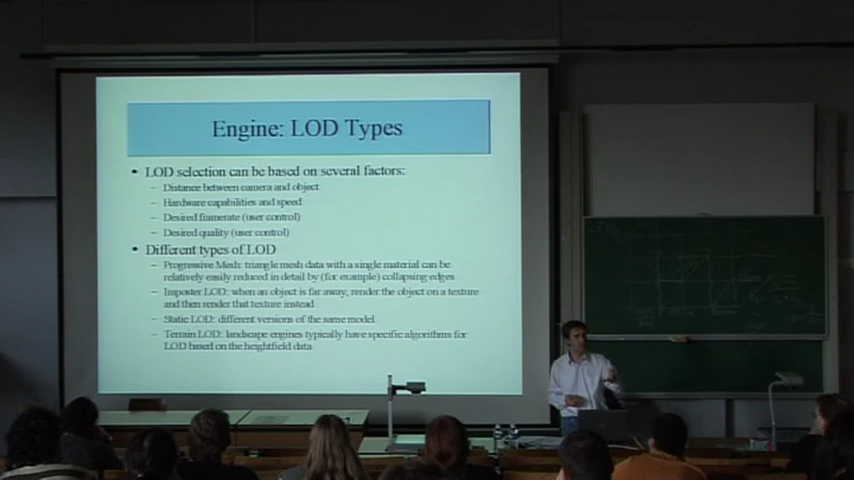 Engine: LOD Types
• LOD selection can be based on several factors:
– Distance between camera and object
– Hardware capabilities and speed
– Desired framerate (user control)
– Desired quality (user control)
• Different types of LOD
– Progressive Mesh: triangle mesh data with a single material can be
relatively easily reduced in detail by (for example) collapsing edges.
– Imposter LOD: when an object is far away, render the object on a texture
and then render that texture instead.
– Static LOD: different versions of the same model.
– Terrain LOD: landscape engines typically have specific algorithms for
LOD based on the heightfield data.